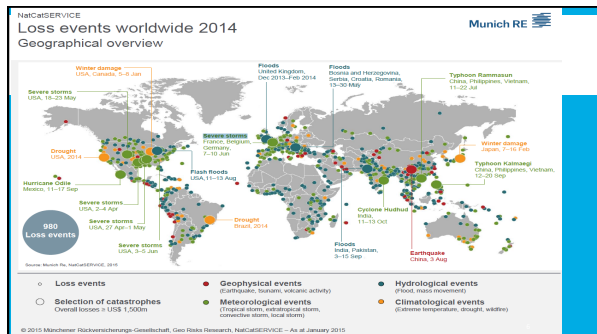 NatCatSERVICE
Loss events worldwide 2014
Geographical overview
Munich RE
Winter damage
USA, Canada, 5–8 Jan
Floods
United Kingdom,
Dec 2013–Feb 2014
Floods
Bosnia and Herzegovina,
Serbia, Croatia, Romania,
13–30 May
Typhoon Rammasun
China, Philippines, Vietnam,
11–22 Jul
Severe storms
USA, 18–23 May
Severe storms
France, Belgium,
Germany,
7–10 Jun
Drought
USA, 2014
Winter damage
Japan, 7–16 Feb
Flash floods
USA, 11–13 Aug
Typhoon Kalmaegi
China, Philippines, Vietnam,
12–20 Sep
Hurricane Odile
Mexico, 11–17 Sep
Severe storms
USA, 2–4 Apr
Cyclone Hudhud
India,
11–13 Oct
Severe storms
USA, 27 Apr–1 May
Drought
Brazil, 2014
980
Loss events
Severe storms
USA, 3–5 Jun
Floods
India, Pakistan,
3–15 Sep
Earthquake
China, 3 Aug
Source: Munich Re, NatCatSERVICE, 2015
Loss events
Selection of catastrophes
Overall losses ≥ US$ 1,500m
Geophysical events
(Earthquake, tsunami, volcanic activity)
Meteorological events
(Tropical storm, extratropical storm,
convective storm, local storm)
Hydrological events
(Flood, mass movement)
Climatological events
(Extreme temperature, drought, wildfire)
© 2015 Münchener Rückversicherungs-Gesellschaft, Geo Risks Research, NatCatSERVICE – As at January 2015